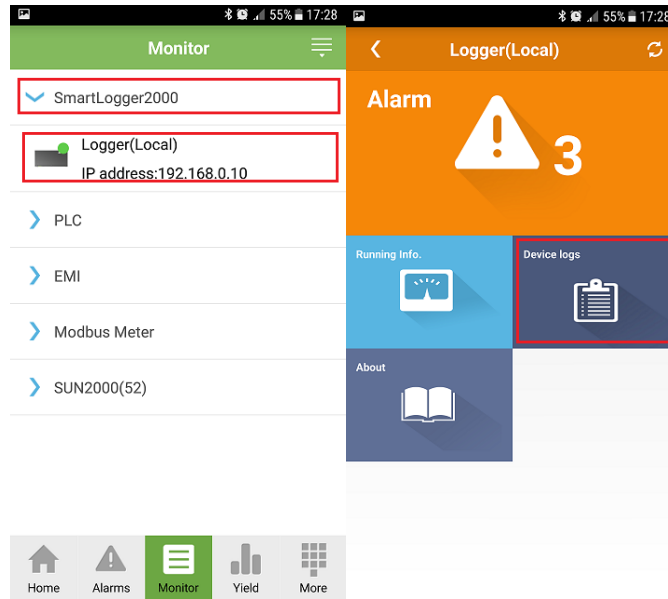 55% 17:28
Monitor
SmartLogger2000
Logger(Local)
IP address:192.168.0.10
PLC
EMI
Modbus Meter
SUN2000(52)
Home Alarms Monitor Yield More
55% 17:28
Logger(Local)
Alarm
3
Running Info. Device logs
About